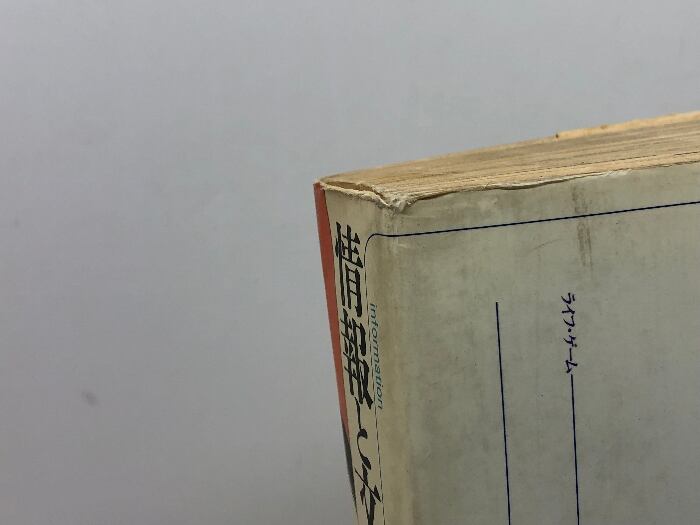 情報と
information
ライフ・ゲーム